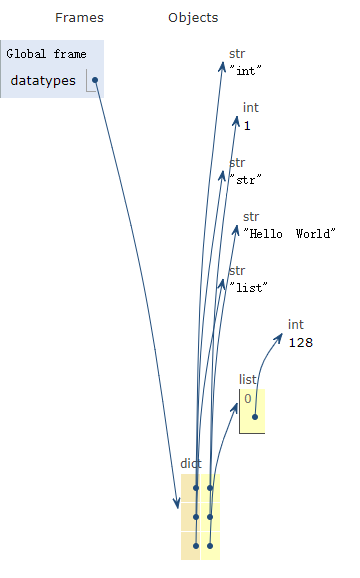 Frames Objects
Global frame
datatypes
str
"int"
int
1
str
"str"
str
"Hello  World"
str
"list"
int
128
list
0
dict